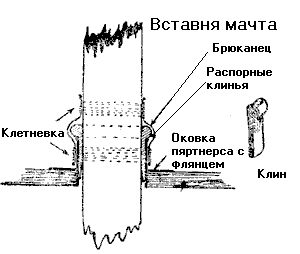 Вставня мачта
Брюканец
Распорные
клинья
Клетневка
Оковка
пяртнерса с
флянцем
Клин